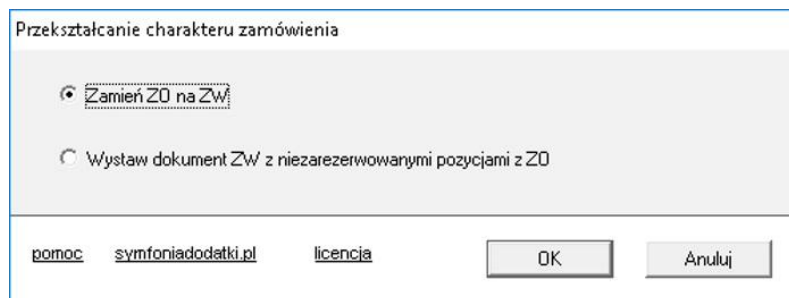 Przekształcanie charakteru zamówienia
Zamień ZO na ZW
Wystaw dokument ZW z niezarezerwowanymi pozycjami z ZO
pomoc symfoniadodatki.pl licencja OK Anuluj